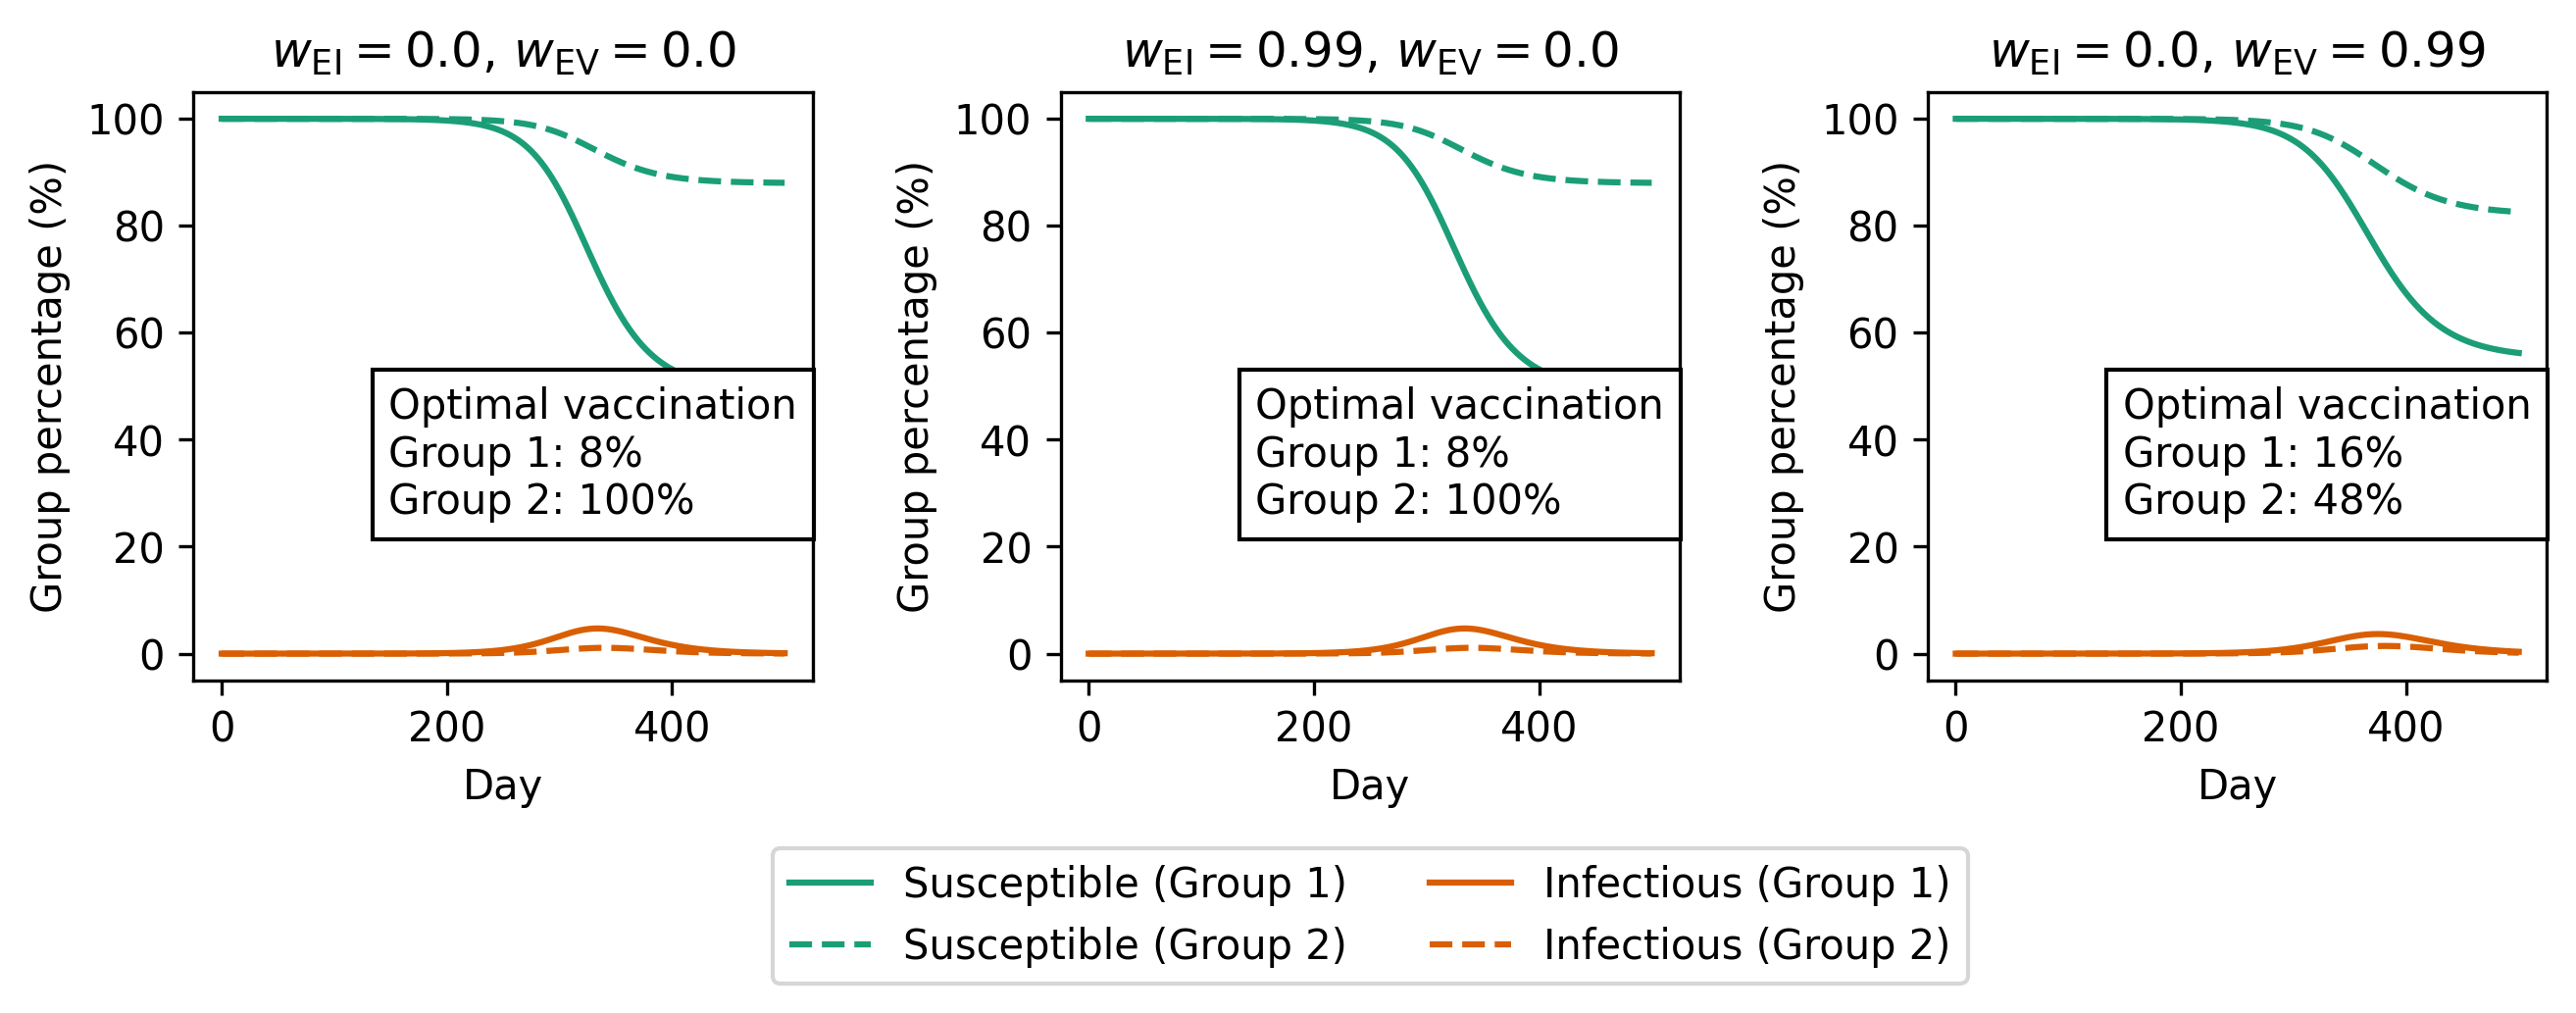 w_EI = 0.0, w_EV = 0.0
w_EI = 0.99, w_EV = 0.0
w_EI = 0.0, w_EV = 0.99
Group percentage (%)
100
80
60
40
20
0
0
200
400
Day
Optimal vaccination
Group 1: 8%
Group 2: 100%
Group percentage (%)
100
80
60
40
20
0
0
200
400
Day
Optimal vaccination
Group 1: 8%
Group 2: 100%
Group percentage (%)
100
80
60
40
20
0
0
200
400
Day
Optimal vaccination
Group 1: 16%
Group 2: 48%
Susceptible (Group 1)
Susceptible (Group 2)
Infectious (Group 1)
Infectious (Group 2)